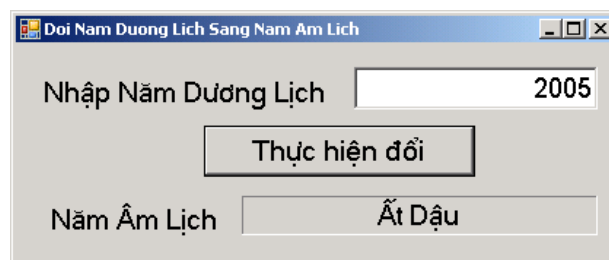 Doi Nam Duong Lich Sang Nam Am Lich
Nhập Năm Dương Lịch 2005
Thực hiện đổi
Năm Âm Lịch Ất Dậu